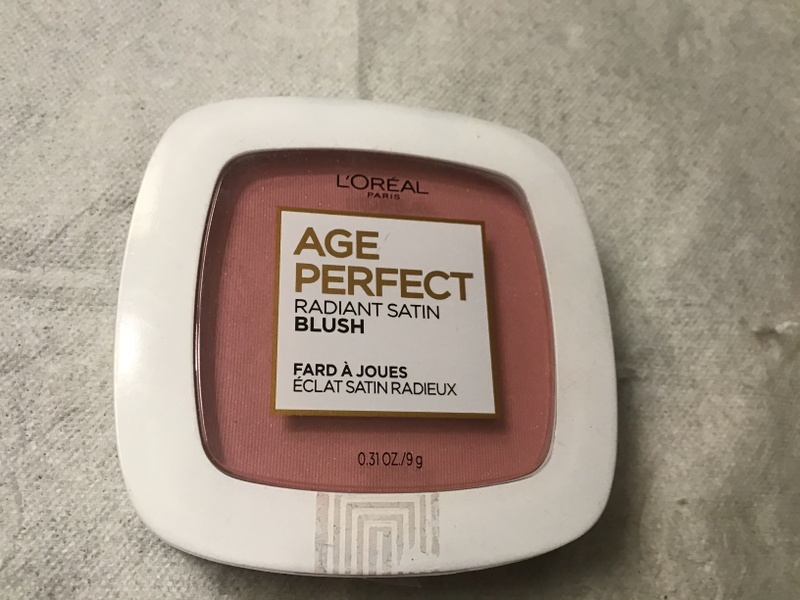 L'ORÉAL
PARIS
AGE
PERFECT
RADIANT SATIN
BLUSH
FARD À JOUES
ÉCLAT SATIN RADIEUX
0.31 OZ./9 g